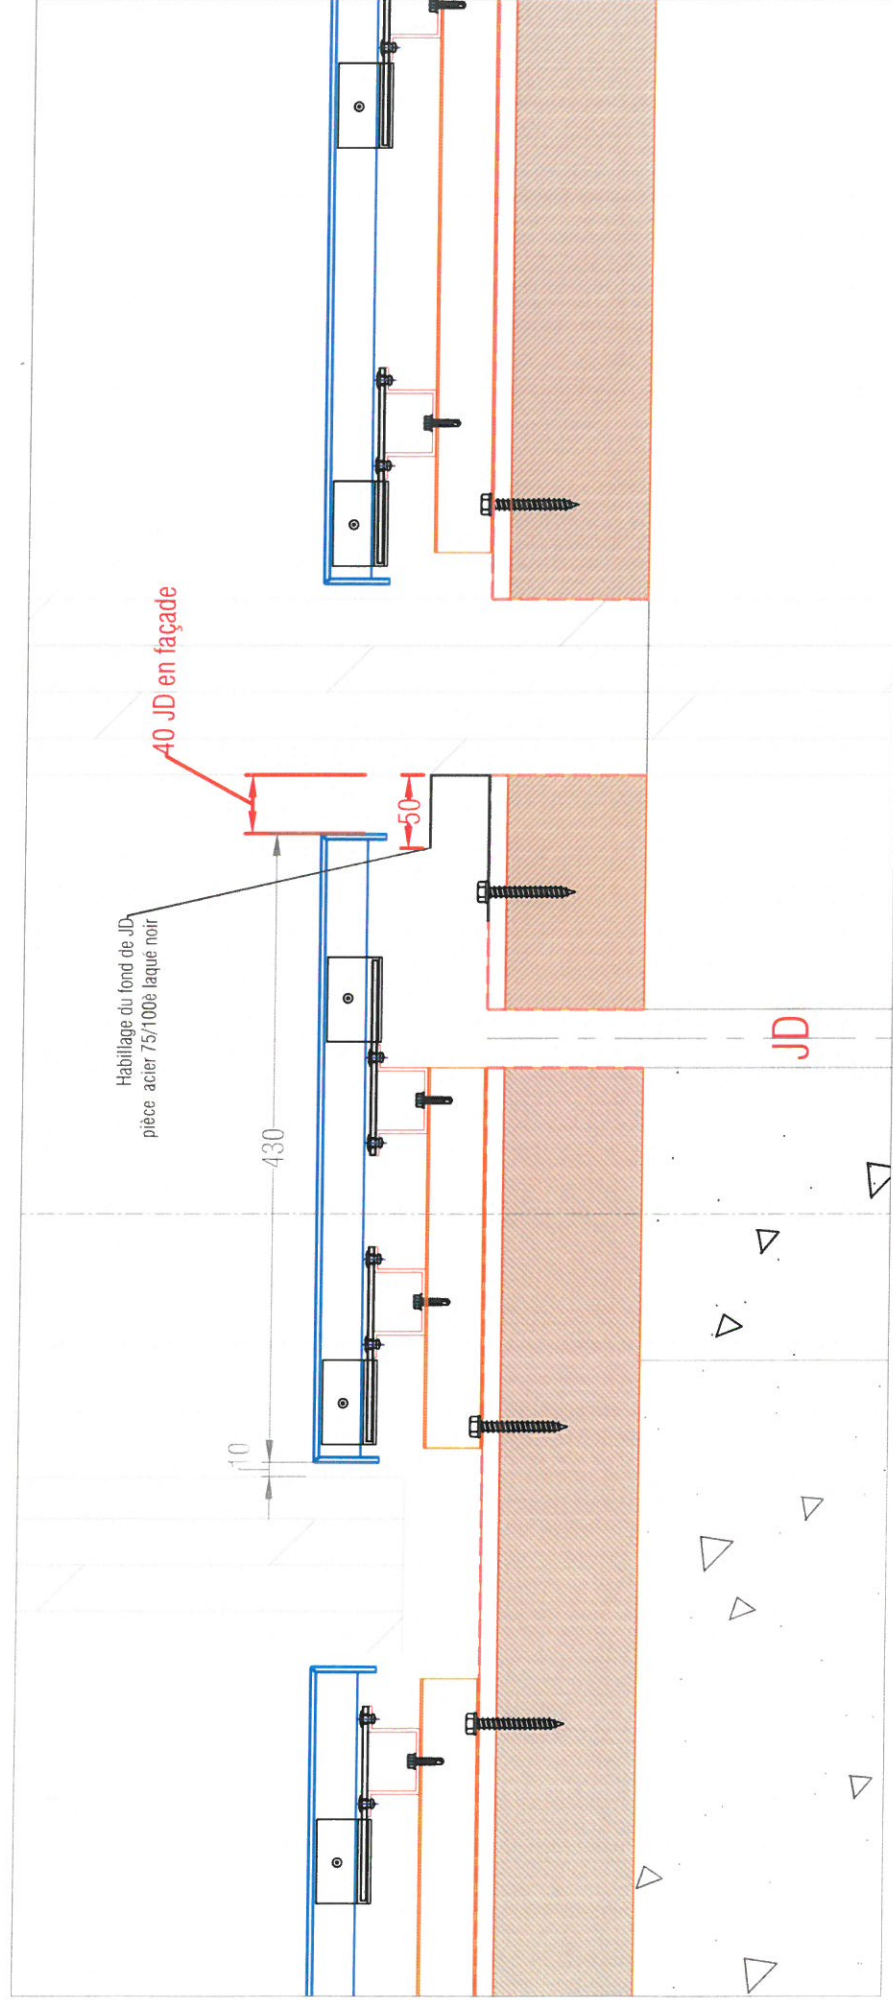 40 JD en façade
50
Habillage du fond de JD
pièce acier 75/100è laqué noir
430
10
JD